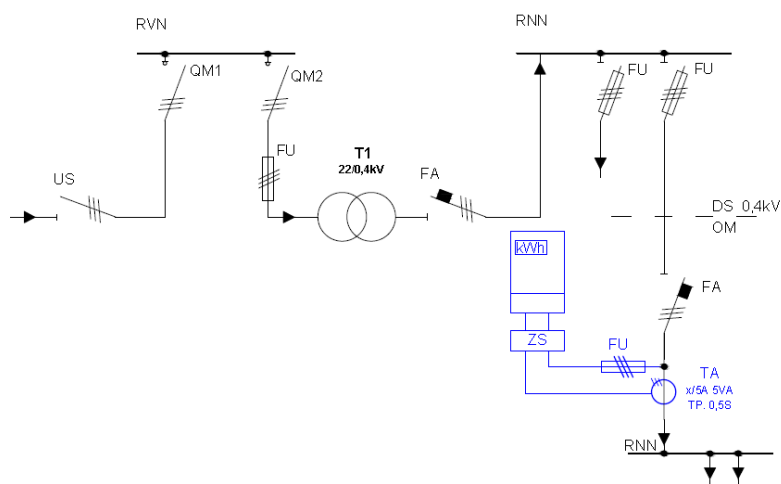 RVN
RNN
QM1
QM2
FU
FU
FU
T1
22/0,4kV
US
FA
DS 0,4kV
OM
kWh
FA
ZS
FU
TA
x/5A 5VA
TP. 0,5S
RNN